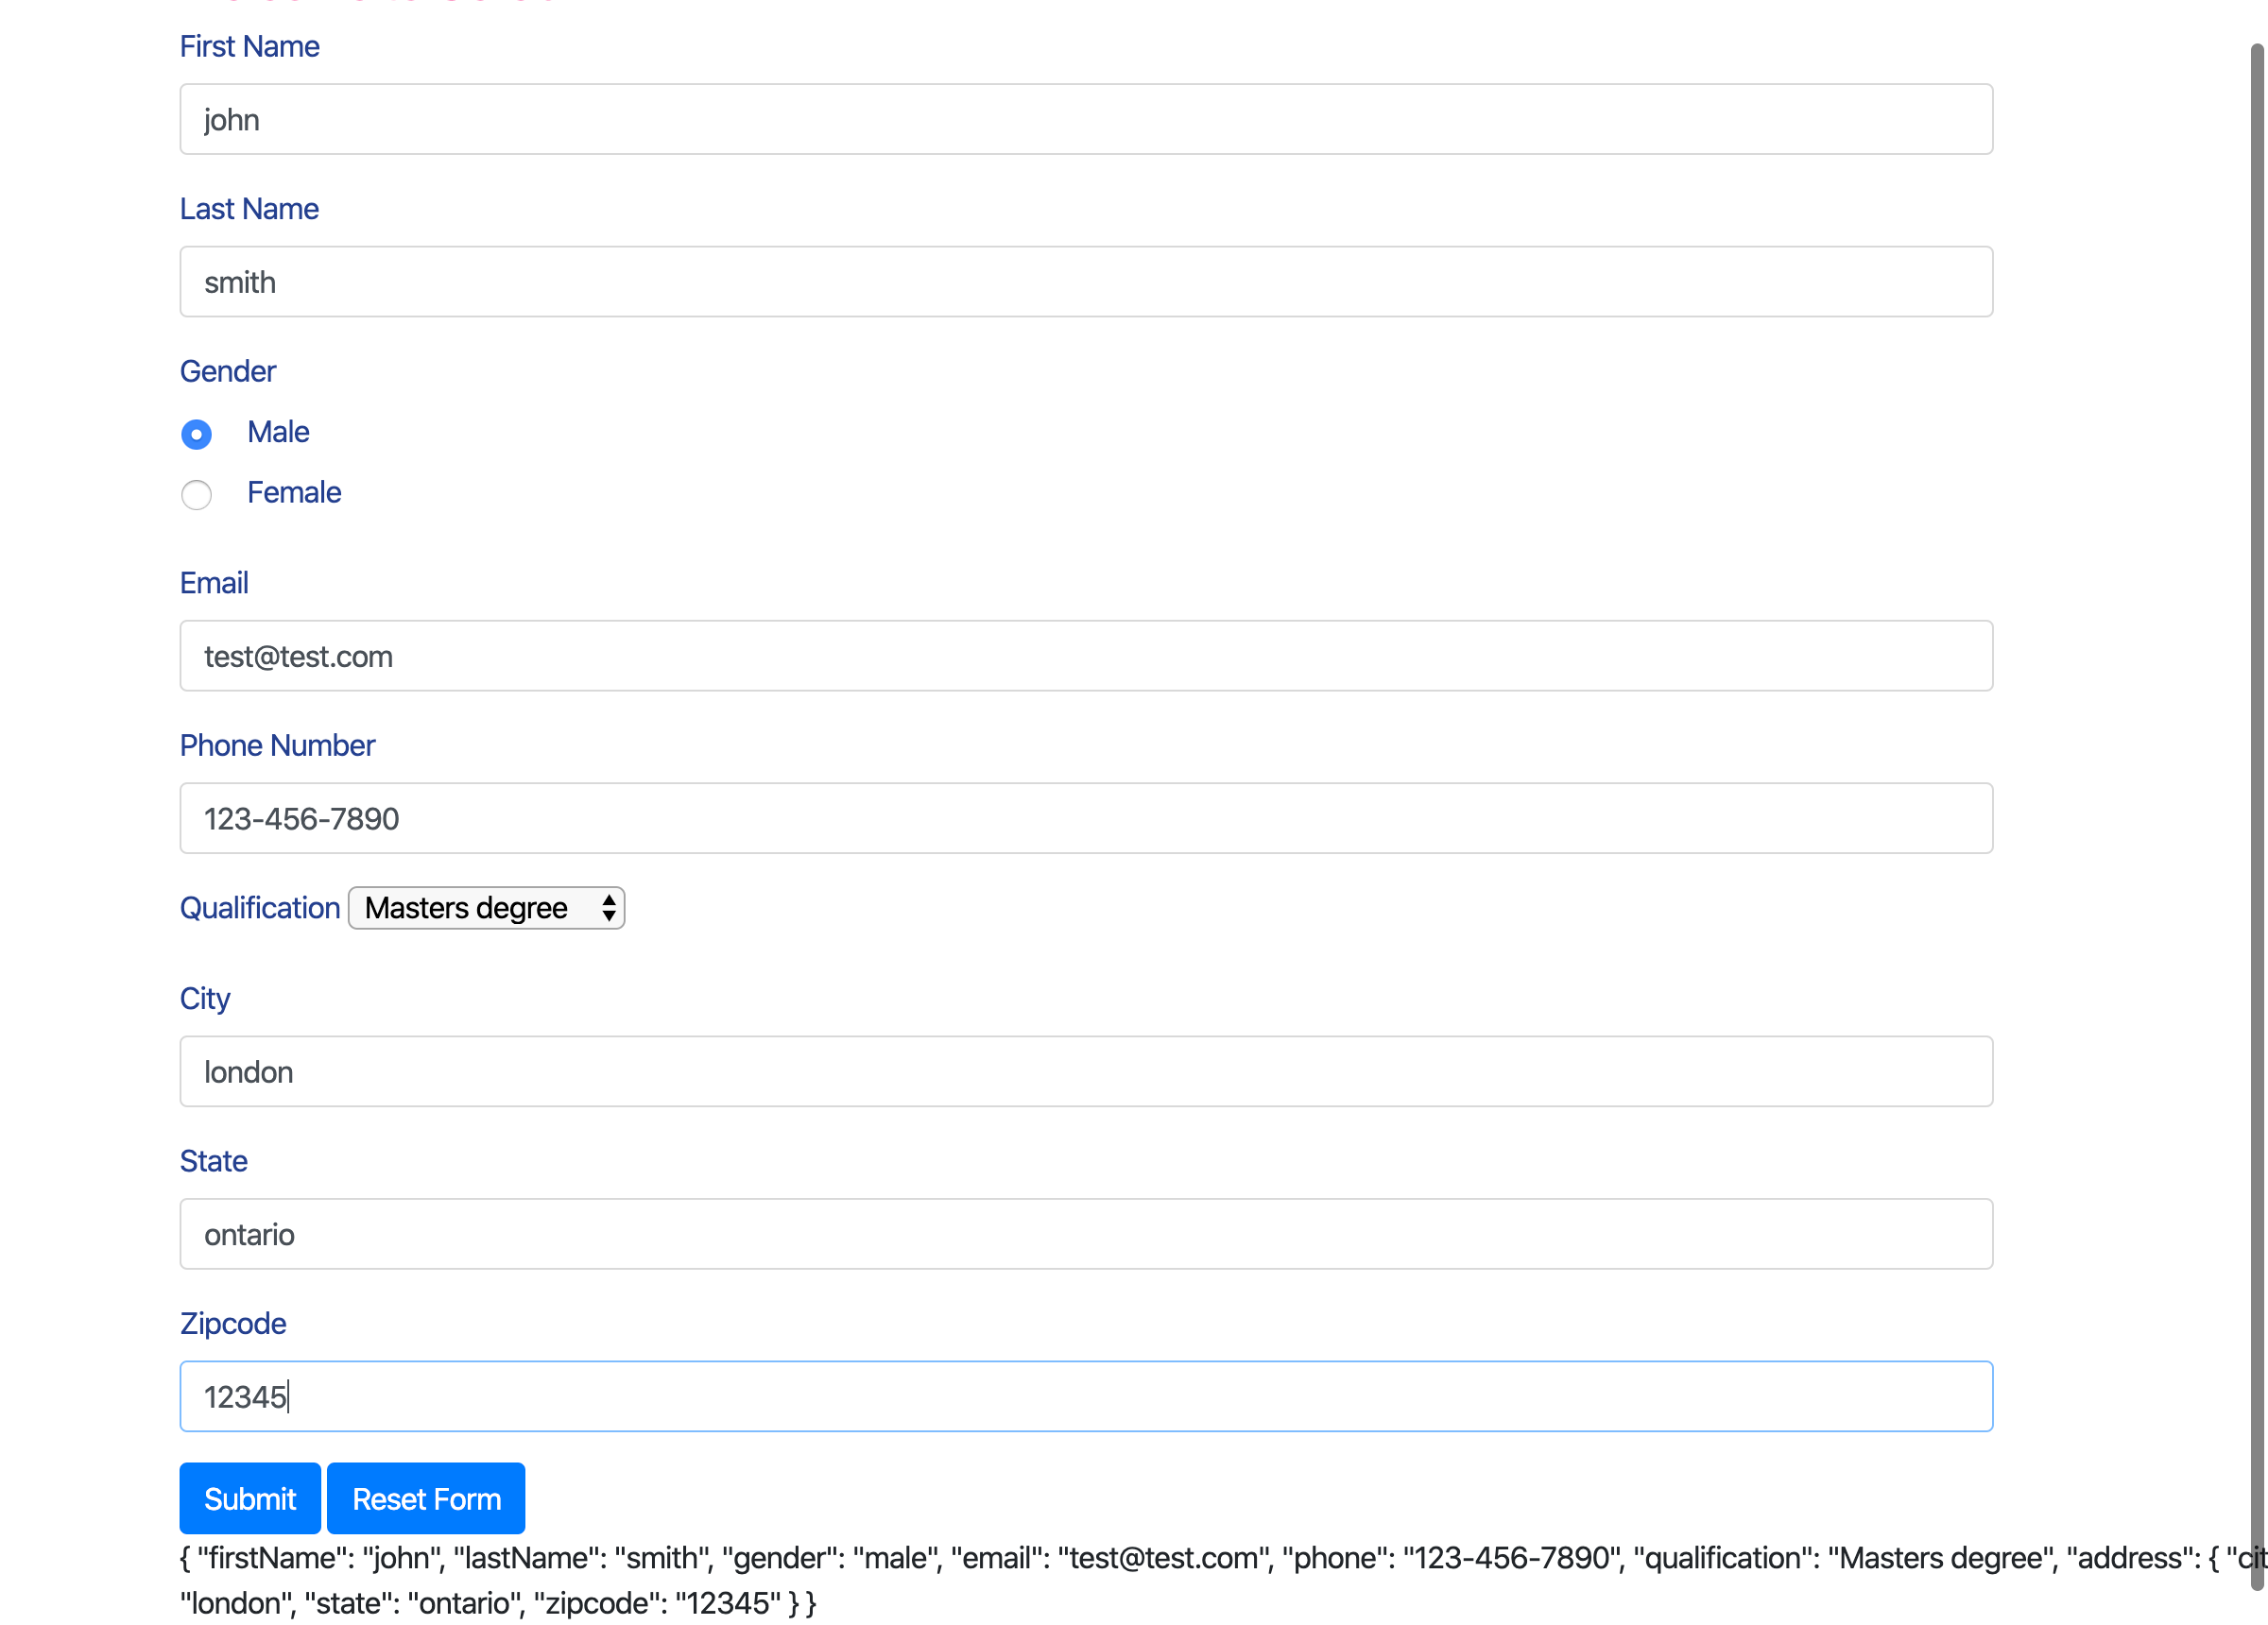 First Name
john
Last Name
smith
Gender
Male
Female
Email
test@test.com
Phone Number
123-456-7890
Qualification Masters degree
City
london
State
ontario
Zipcode
12345
Submit Reset Form
{ "firstName": "john", "lastName": "smith", "gender": "male", "email": "test@test.com", "phone": "123-456-7890", "qualification": "Masters degree", "address": { "cit
"london", "state": "ontario", "zipcode": "12345" } }